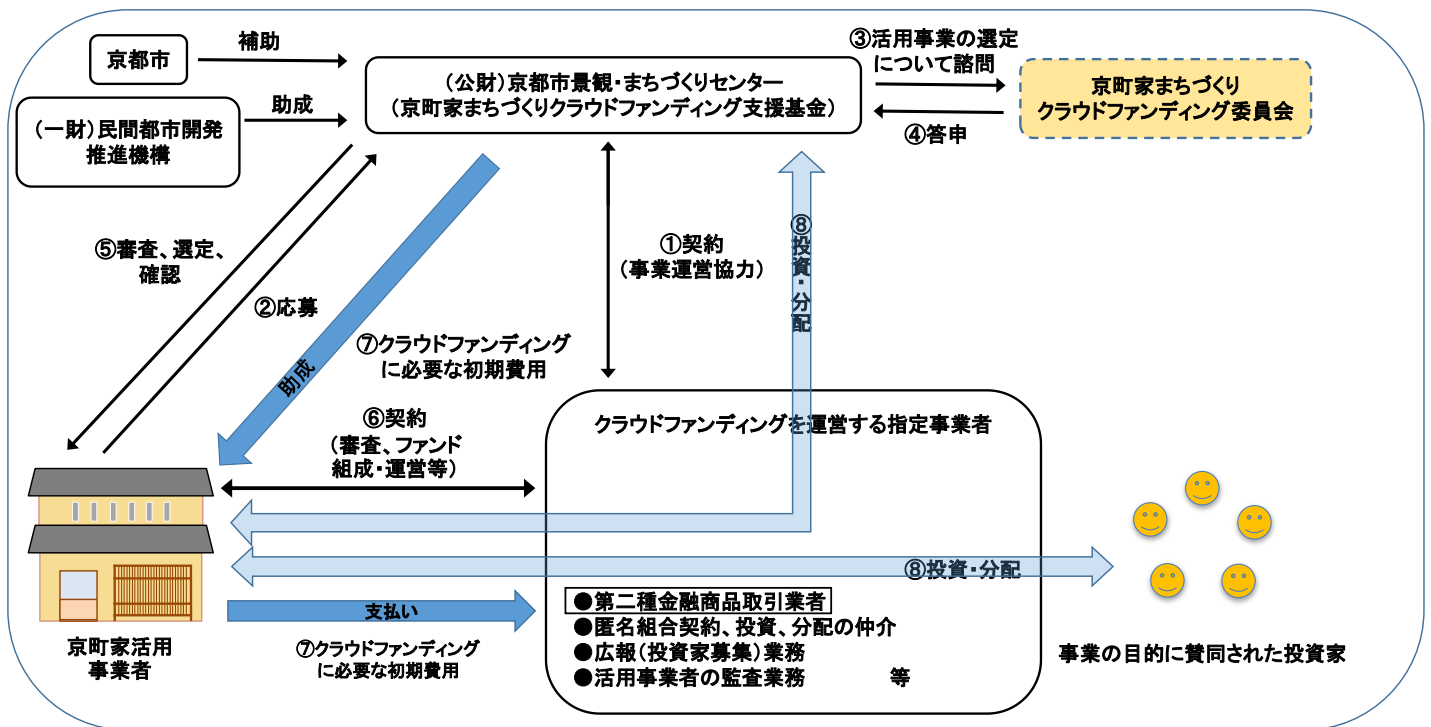 京都市
補助
(一財)民間都市開発
推進機構
助成
(公財)京都市景観・まちづくりセンター
(京町家まちづくりクラウドファンディング支援基金)
③活用事業の選定
について諮問
④答申
京町家まちづくり
クラウドファンディング委員会
⑤審査、選定、
確認
②応募
①契約
(事業運営協力)
⑧投資・分配
助成
⑦クラウドファンディング
に必要な初期費用
⑥契約
(審査、ファンド
組成・運営等)
クラウドファンディングを運営する指定事業者
⑧投資・分配
支払い
⑦クラウドファンディング
に必要な初期費用
●第二種金融商品取引業者
●匿名組合契約、投資、分配の仲介
●広報(投資家募集)業務
●活用事業者の監査業務 等
京町家活用
事業者
事業の目的に賛同された投資家